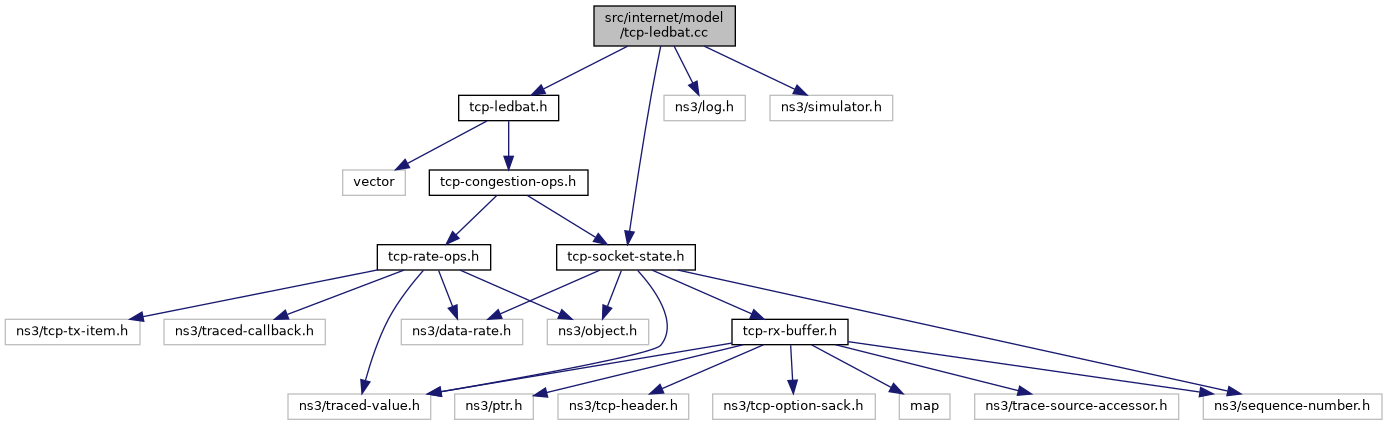 src/internet/model
/tcp-ledbat.cc
tcp-ledbat.h
ns3/log.h
ns3/simulator.h
vector
tcp-congestion-ops.h
tcp-rate-ops.h
tcp-socket-state.h
ns3/tcp-tx-item.h
ns3/traced-callback.h
ns3/data-rate.h
ns3/object.h
tcp-rx-buffer.h
ns3/traced-value.h
ns3/ptr.h
ns3/tcp-header.h
ns3/tcp-option-sack.h
map
ns3/trace-source-accessor.h
ns3/sequence-number.h